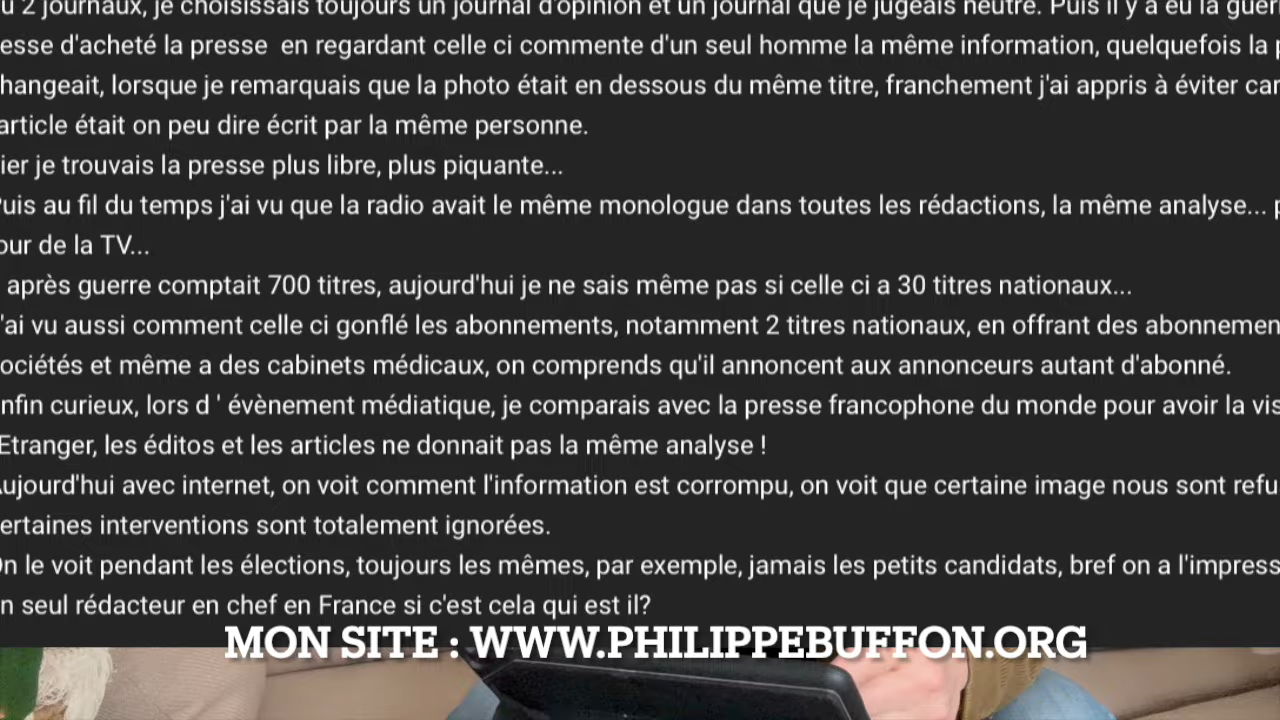 u 2 journaux, je choisissais toujours un journal d'opinion et un journal que je jugeais neutre. Puis il y a eu la guer
esse d'acheté la presse en regardant celle ci commente d'un seul homme la même information, quelquefois la p
hangeait, lorsque je remarquais que la photo était en dessous du même titre, franchement j'ai appris à éviter car
article était on peu dire écrit par la même personne.
ier je trouvais la presse plus libre, plus piquante...
Puis au fil du temps j'ai vu que la radio avait le même monologue dans toutes les rédactions, la même analyse... p
our de la TV...
après guerre comptait 700 titres, aujourd'hui je ne sais même pas si celle ci a 30 titres nationaux...
'ai vu aussi comment celle ci gonflé les abonnements, notamment 2 titres nationaux, en offrant des abonnemen
ociétés et même a des cabinets médicaux, on comprends qu'il annoncent aux annonceurs autant d'abonné.
nfin curieux, lors d ' évènement médiatique, je comparais avec la presse francophone du monde pour avoir la vis
Etranger, les éditos et les articles ne donnait pas la même analyse !
Aujourd'hui avec internet, on voit comment l'information est corrompu, on voit que certaine image nous sont refu
ertaines interventions sont totalement ignorées.
On le voit pendant les élections, toujours les mêmes, par exemple, jamais les petits candidats, bref on a l'impress
n seul rédacteur en chef en France si c'est cela qui est il?
MON SITE : WWW.PHILIPPEBUFFON.ORG